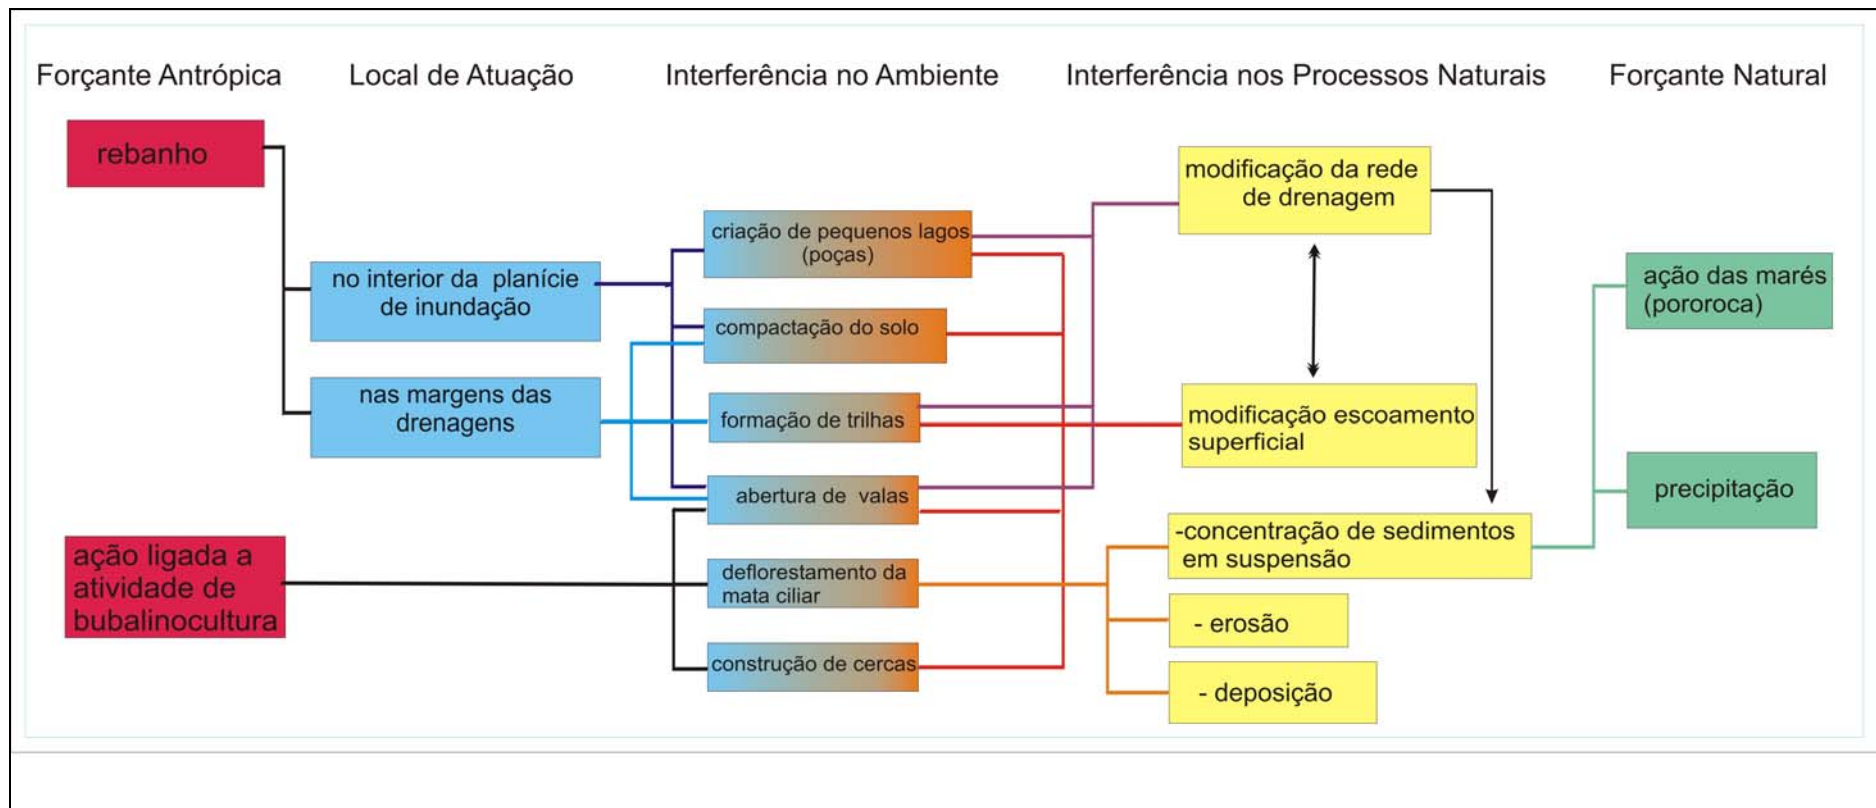 Forçante Antrópica
Local de Atuação
Interferência no Ambiente
Interferência nos Processos Naturais
Forçante Natural
rebanho
ação ligada a
atividade de
bubalinocultura
no interior da planície
de inundação
nas margens das
drenagens
criação de pequenos lagos
(poças)
compactação do solo
formação de trilhas
abertura de valas
deflorestamento da
mata ciliar
construção de cercas
modificação da rede
de drenagem
modificação escoamento
superficial
-concentração de sedimentos
em suspensão
- erosão
- deposição
ação das marés
(pororoca)
precipitação